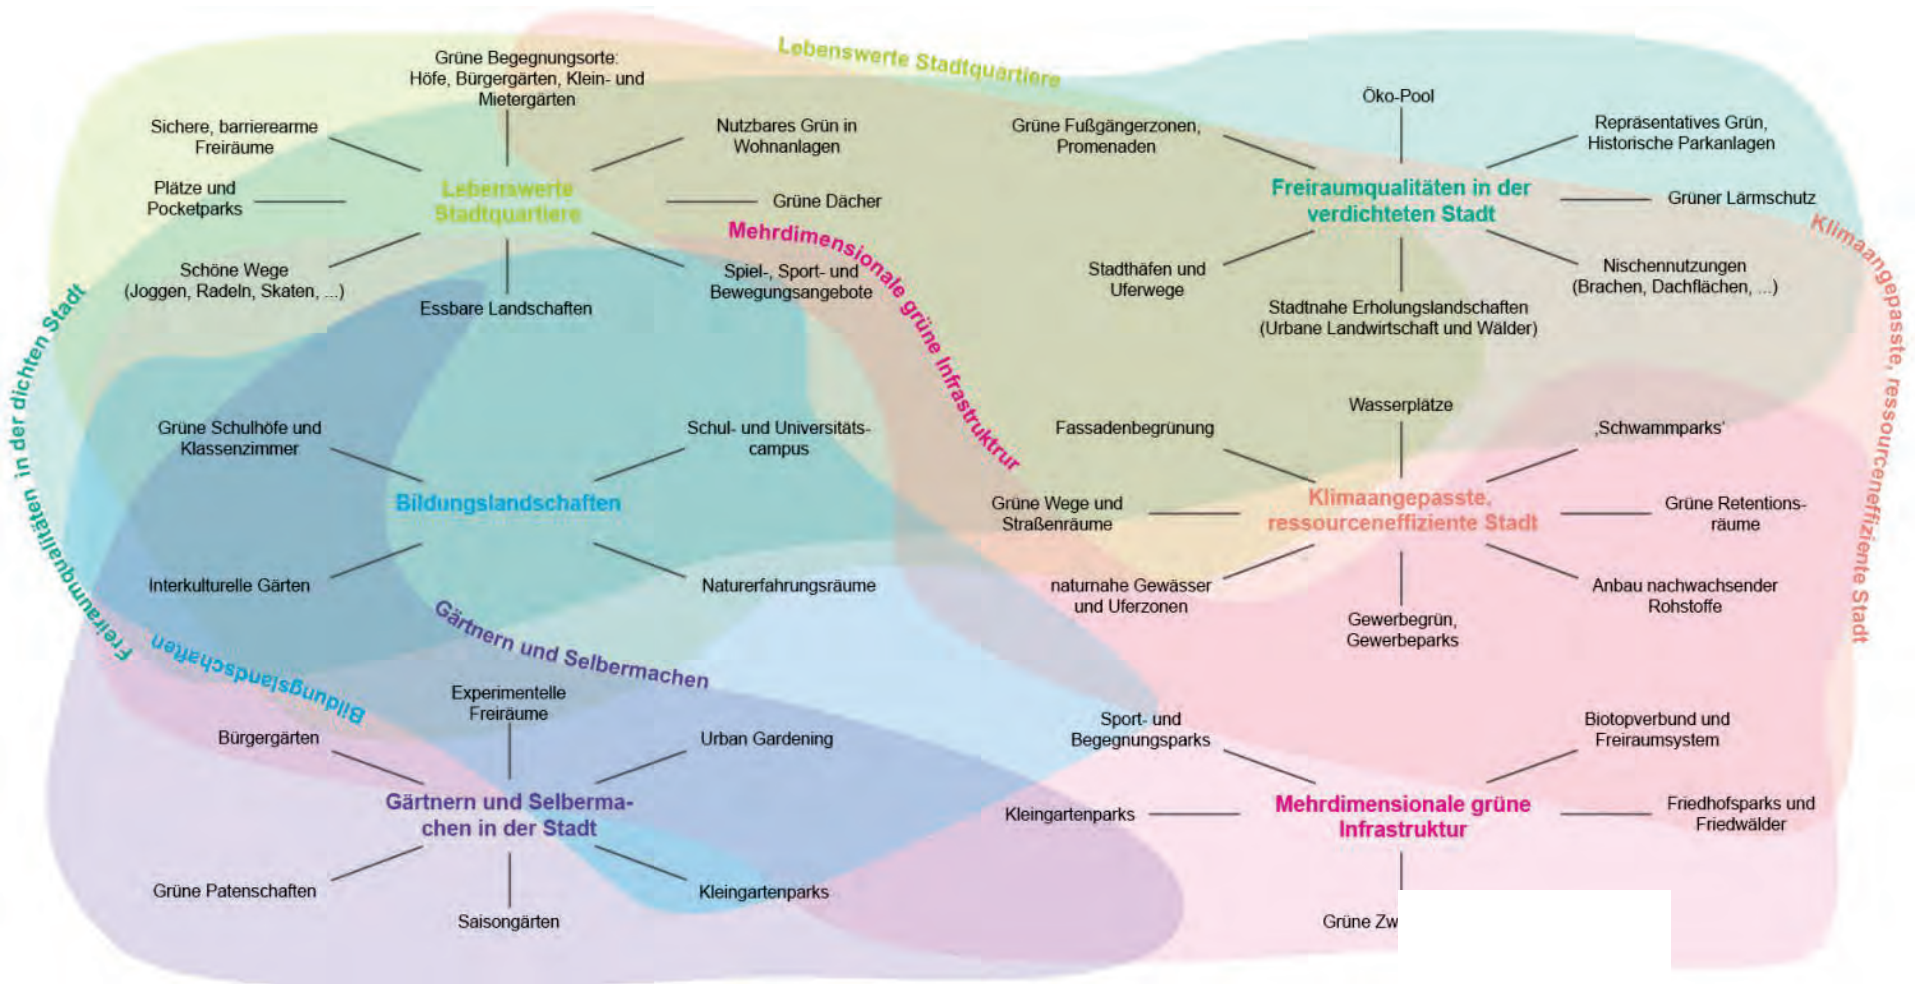 Lebenswerte Stadtquartiere
Grüne Begegnungsorte:
Höfe, Bürgergärten, Klein- und
Mietergärten
Sichere, barrierearme
Freiräume
Nutzbares Grün in
Wohnanlagen
Plätze und
Pocketparks
Lebenswerte
Stadtquartiere
Grüne Dächer
Schöne Wege
(Joggen, Radeln, Skaten, ...)
Essbare Landschaften
Spiel-, Sport- und
Bewegungsangebote
Mehrdimensionale grüne Infrastruktrur
Öko-Pool
Grüne Fußgängerzonen,
Promenaden
Repräsentatives Grün,
Historische Parkanlagen
Freiraumqualitäten in der
verdichteten Stadt
Grüner Lärmschutz
Stadthäfen und
Uferwege
Stadtnahe Erholungslandschaften
(Urbane Landwirtschaft und Wälder)
Nischennutzungen
(Brachen, Dachflächen, ...)
Klimaangepasste, ressourceneffiziente Stadt
Freiraumqualitäten in der dichten Stadt
Grüne Schulhöfe und
Klassenzimmer
Schul- und Universitäts-
campus
Bildungslandschaften
Interkulturelle Gärten
Naturerfahrungsräume
Wasserplätze
Fassadenbegrünung
‚Schwammparks‘
Grüne Wege und
Straßenräume
Klimaangepasste,
ressourceneffiziente Stadt
Grüne Retentions-
räume
naturnahe Gewässer
und Uferzonen
Gewerbegrün,
Gewerbeparks
Anbau nachwachsender
Rohstoffe
Bildungslandschaften
Gärtnern und Selbermachen
Experimentelle
Freiräume
Bürgergärten
Urban Gardening
Gärtnern und Selberma-
chen in der Stadt
Grüne Patenschaften
Saisongärten
Kleingartenparks
Sport- und
Begegnungsparks
Biotopverbund und
Freiraumsystem
Kleingartenparks
Mehrdimensionale grüne
Infrastruktur
Friedhofsparks und
Friedwälder
Grüne